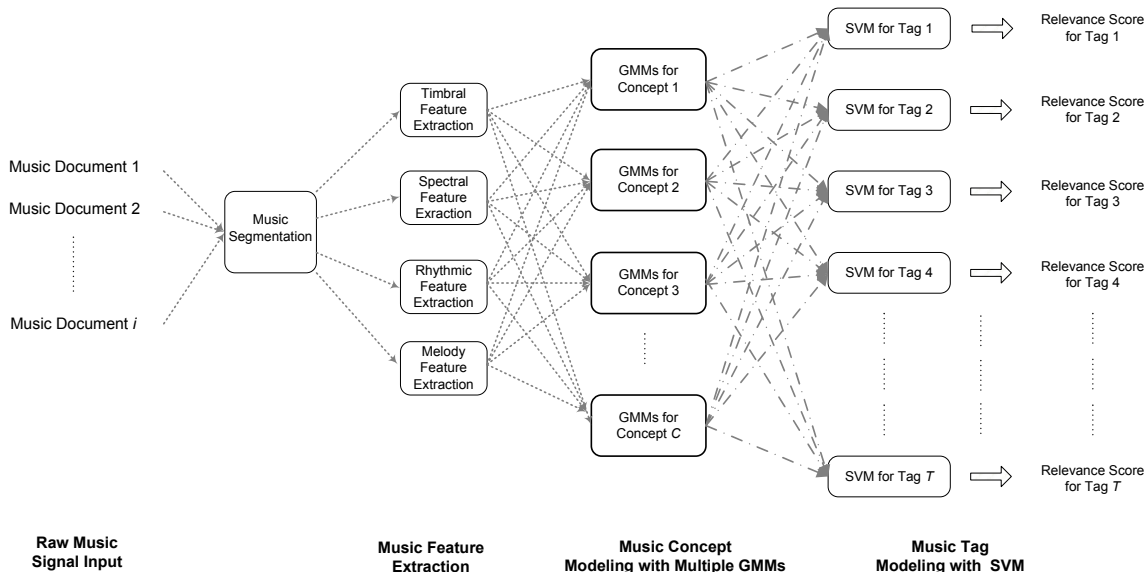 Music Document 1
Music Document 2
Music Document i
Music
Segmentation
Timbral
Feature
Extraction
Spectral
Feature
Extraction
Rhythmic
Feature
Extraction
Melody
Feature
Extraction
GMMs for
Concept 1
GMMs for
Concept 2
GMMs for
Concept 3
GMMs for
Concept C
SVM for Tag 1
SVM for Tag 2
SVM for Tag 3
SVM for Tag 4
SVM for Tag T
Relevance Score
for Tag 1
Relevance Score
for Tag 2
Relevance Score
for Tag 3
Relevance Score
for Tag 4
Relevance Score
for Tag T
Raw Music
Signal Input
Music Feature
Extraction
Music Concept
Modeling with Multiple GMMs
Music Tag
Modeling with SVM